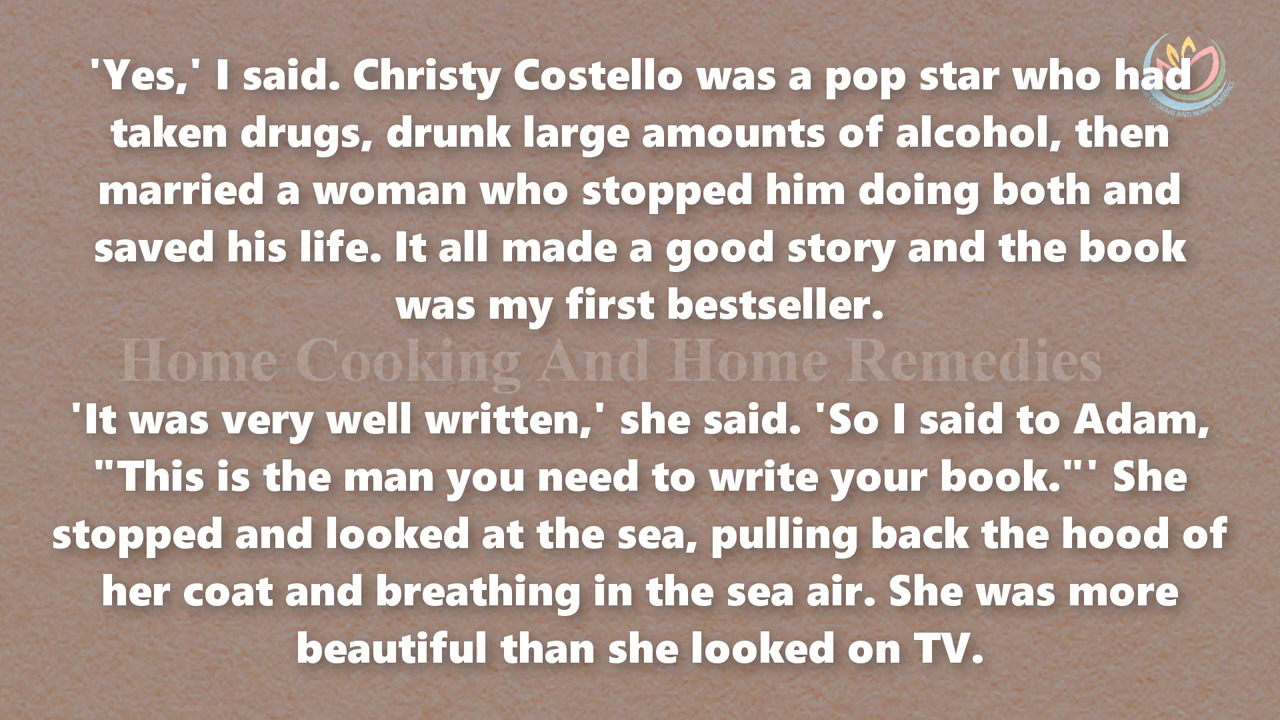 'Yes,' I said. Christy Costello was a pop star who had
taken drugs, drunk large amounts of alcohol, then
married a woman who stopped him doing both and
saved his life. It all made a good story and the book
was my first bestseller.
Home Cooking And Home Remedies
'It was very well written,' she said. 'So I said to Adam,
"This is the man you need to write your book."' She
stopped and looked at the sea, pulling back the hood of
her coat and breathing in the sea air. She was more
beautiful than she looked on TV.
COOKING AND HOME REMEDIES